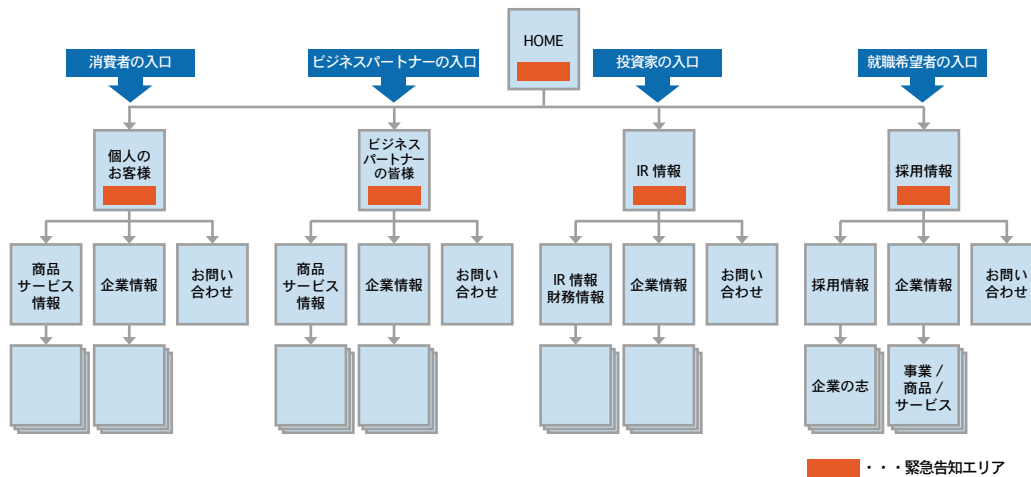 HOME
消費者の入口
ビジネスパートナーの入口
投資家の入口
就職希望者の入口
個人の
お客様
ビジネス
パートナー
の皆様
IR 情報
採用情報
商品
サービス
情報
企業情報
お問い
合わせ
商品
サービス
情報
企業情報
お問い
合わせ
IR 情報
財務情報
企業情報
お問い
合わせ
採用情報
企業情報
お問い
合わせ
企業の志
事業 /
商品 /
サービス
・・・緊急告知エリア